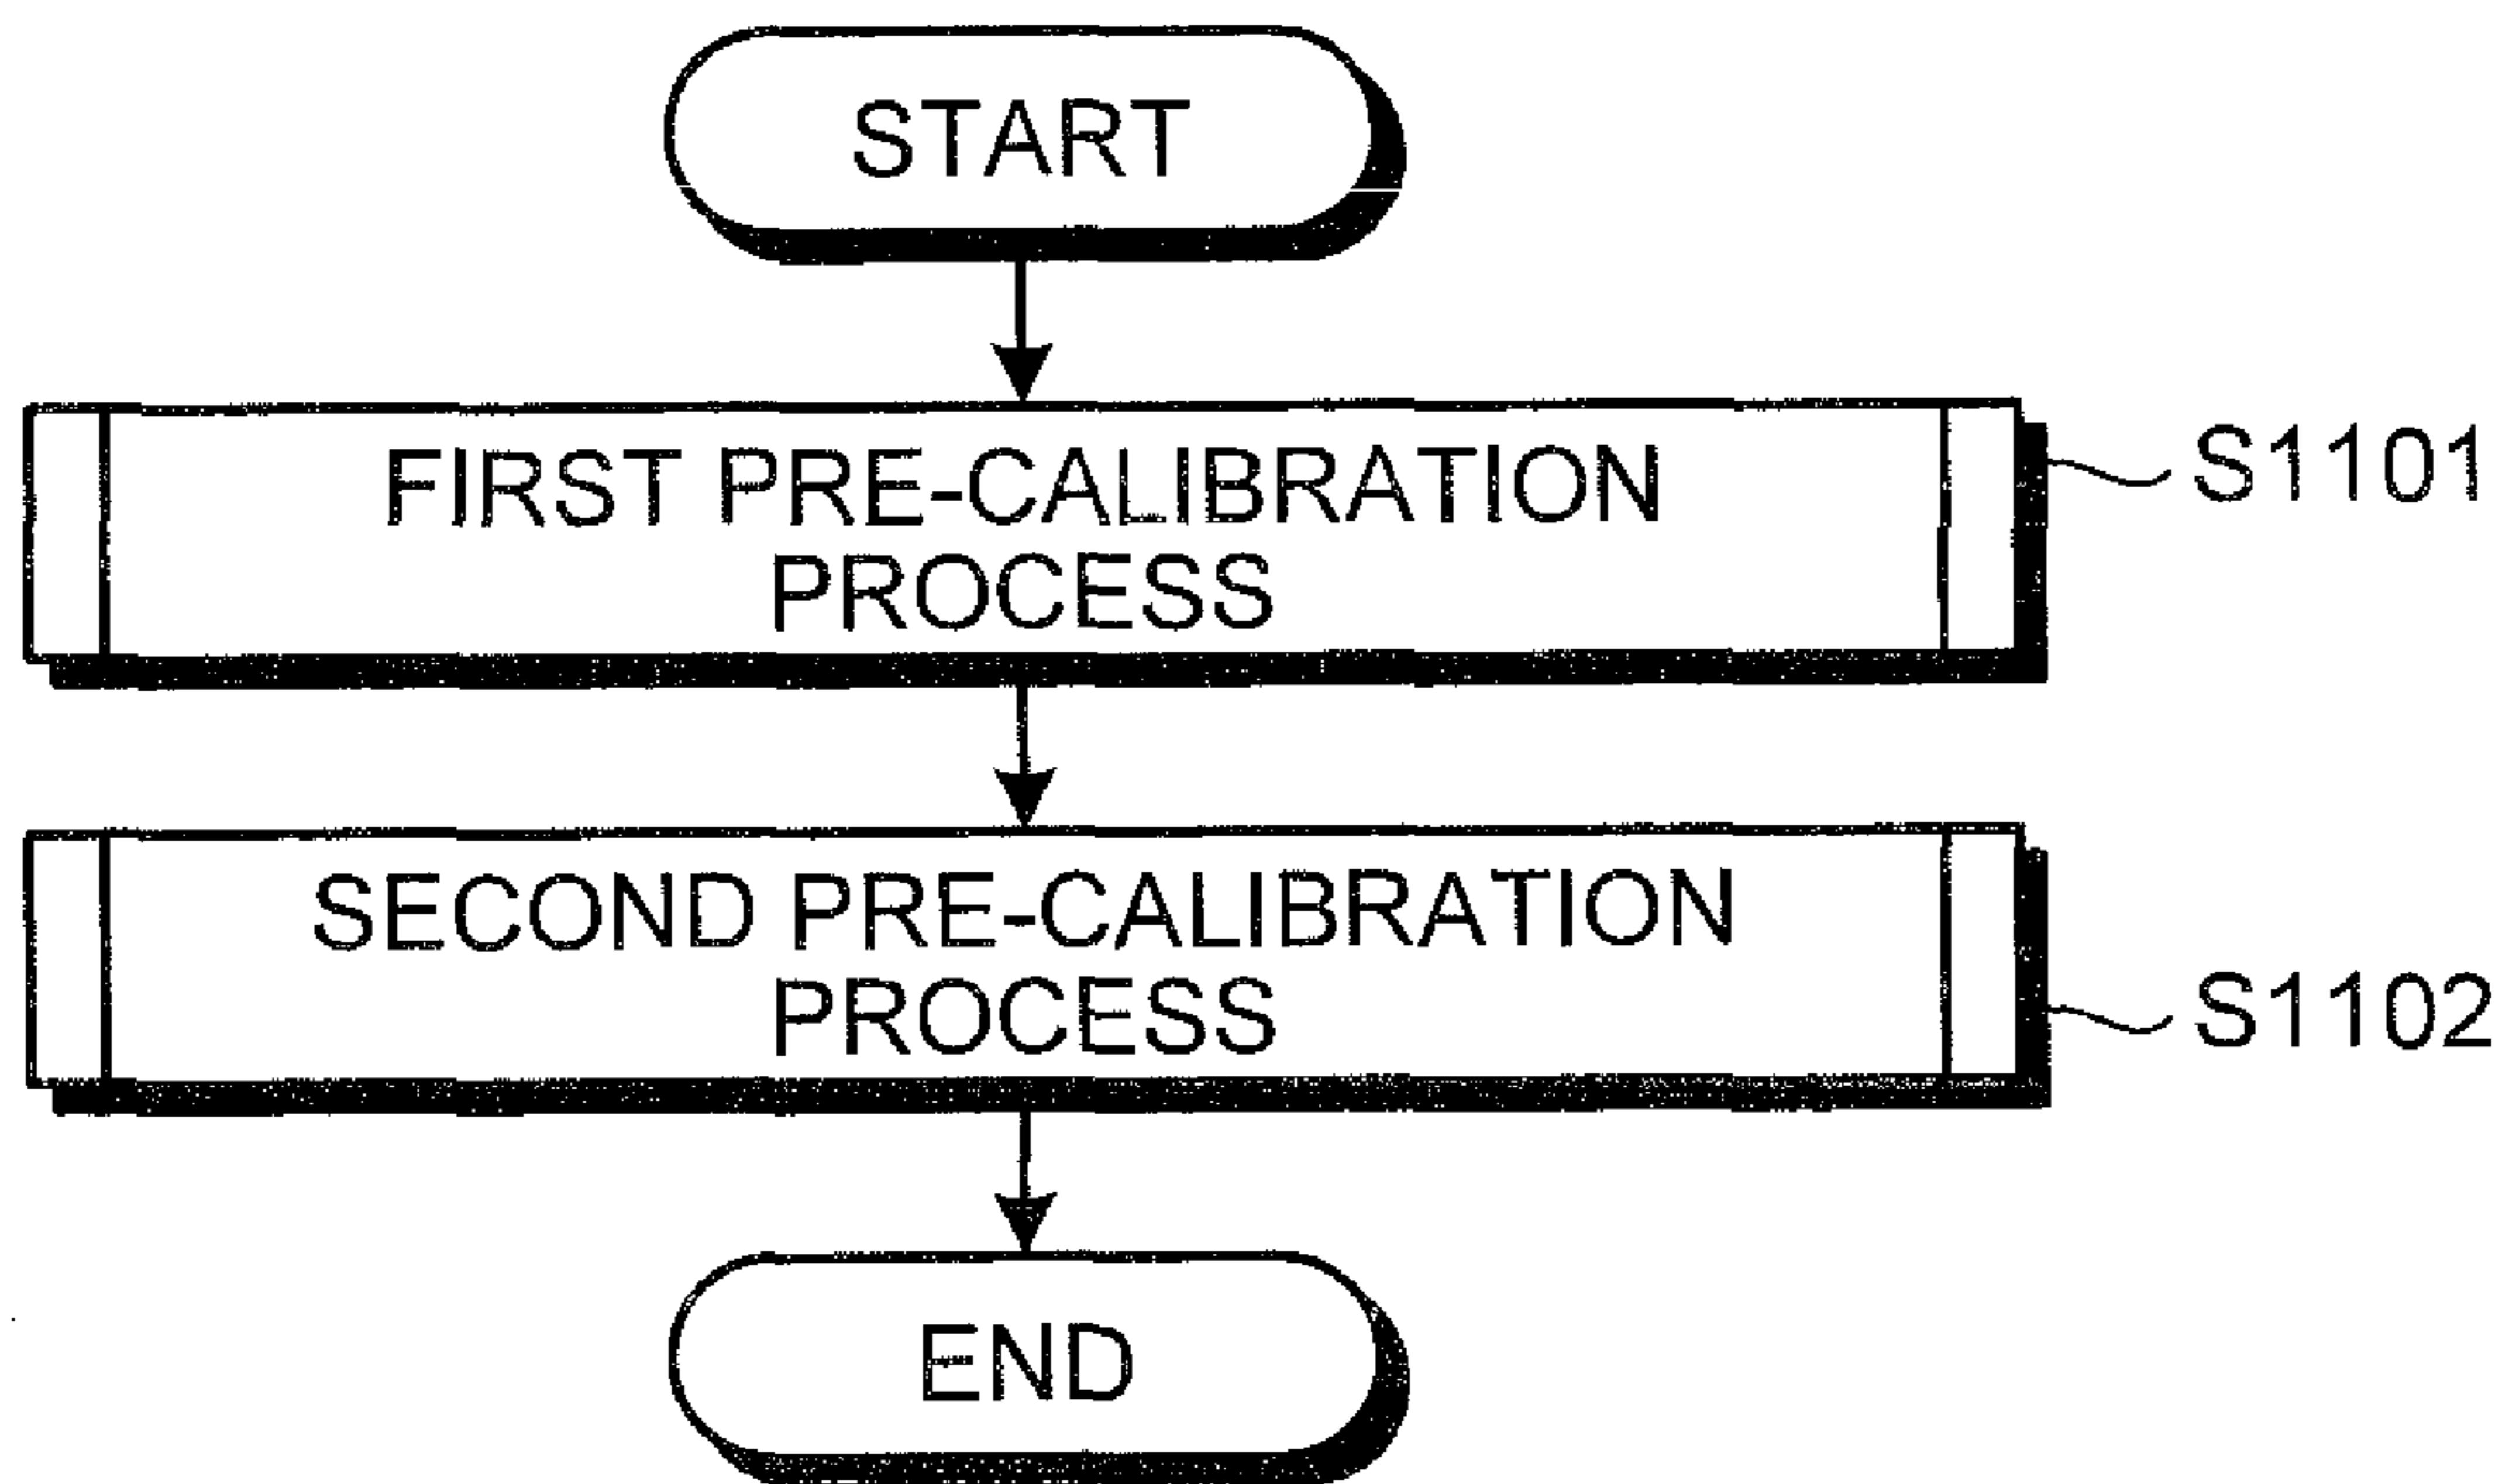 START
FIRST PRE-CALIBRATION
PROCESS
S1101
SECOND PRE-CALIBRATION
PROCESS
S1102
END